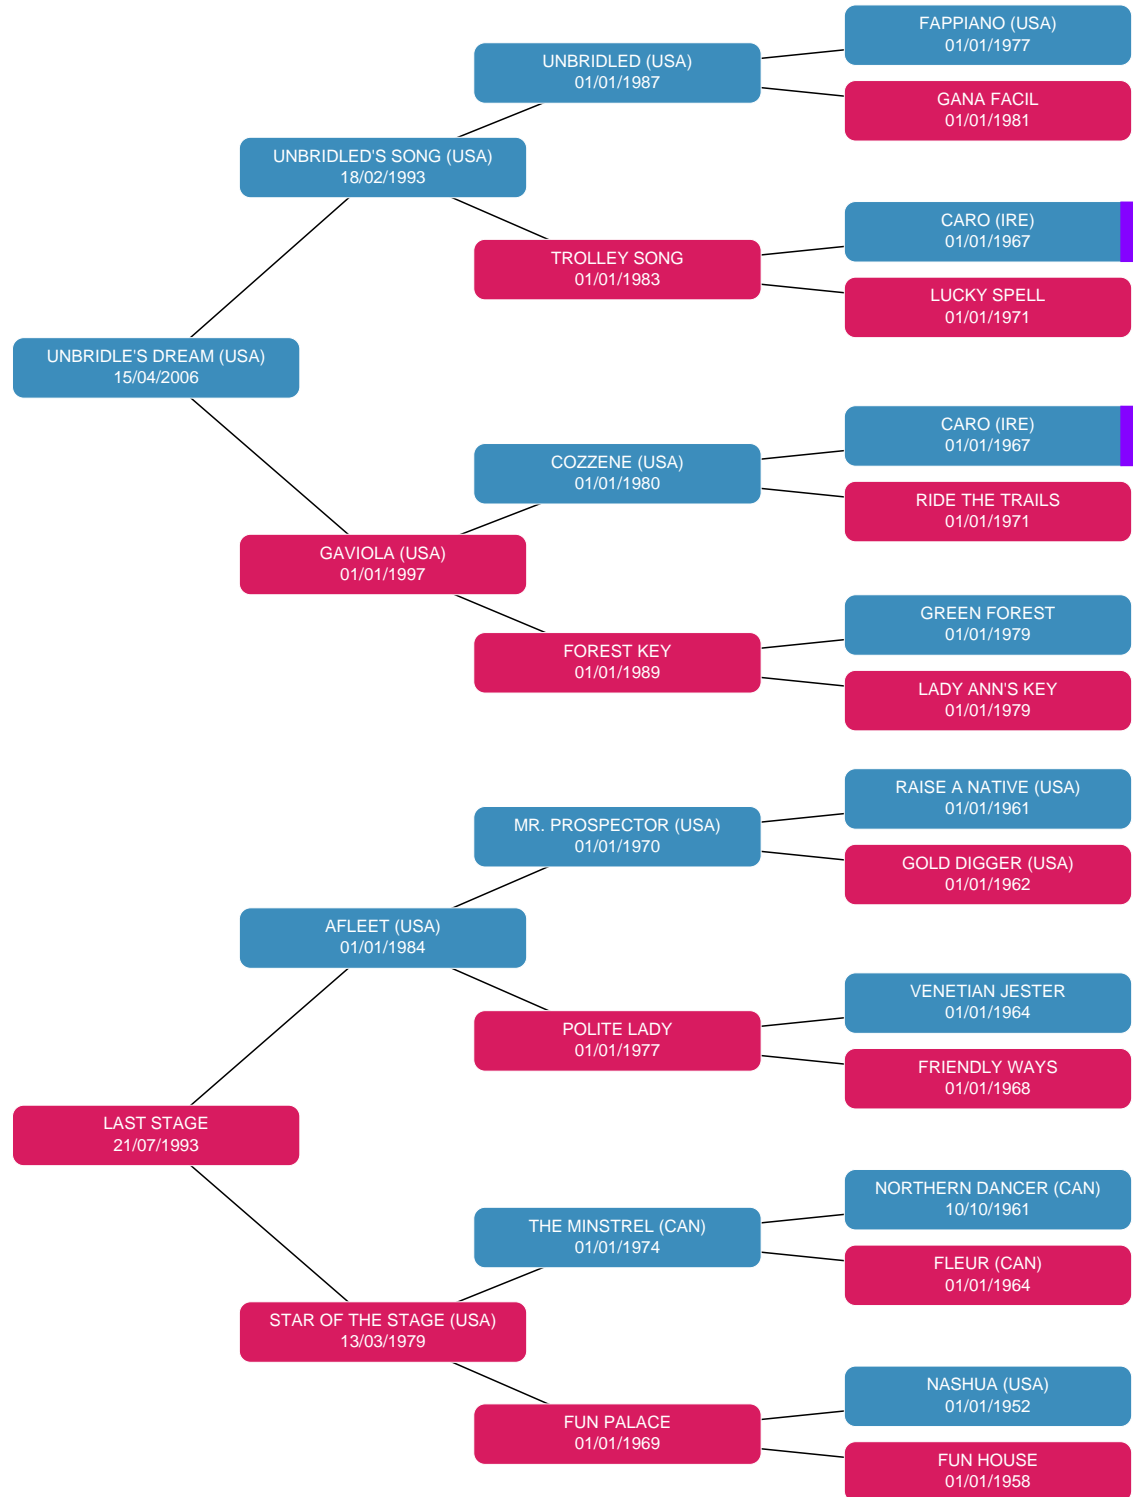 FAPPIANO (USA)
01/01/1977
UNBRIDLED (USA)
01/01/1987
GANA FACIL
01/01/1981
UNBRIDLED'S SONG (USA)
18/02/1993
CARO (IRE)
01/01/1967
TROLLEY SONG
01/01/1983
LUCKY SPELL
01/01/1971
UNBRIDLE'S DREAM (USA)
15/04/2006
CARO (IRE)
01/01/1967
COZZENE (USA)
01/01/1980
RIDE THE TRAILS
01/01/1971
GAVIOLA (USA)
01/01/1997
GREEN FOREST
01/01/1979
FOREST KEY
01/01/1989
LADY ANN'S KEY
01/01/1979
RAISE A NATIVE (USA)
01/01/1961
MR. PROSPECTOR (USA)
01/01/1970
GOLD DIGGER (USA)
01/01/1962
AFLEET (USA)
01/01/1984
VENETIAN JESTER
01/01/1964
POLITE LADY
01/01/1977
FRIENDLY WAYS
01/01/1968
LAST STAGE
21/07/1993
NORTHERN DANCER (CAN)
10/10/1961
THE MINSTREL (CAN)
01/01/1974
FLEUR (CAN)
01/01/1964
STAR OF THE STAGE (USA)
13/03/1979
NASHUA (USA)
01/01/1952
FUN PALACE
01/01/1969
FUN HOUSE
01/01/1958